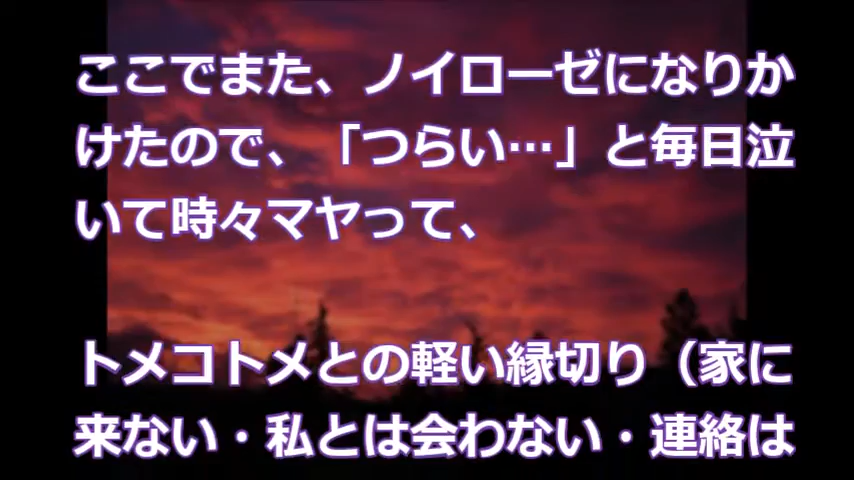 ここでまた、ノイローゼになりか
けたので、「つらい…」と毎日泣
いて時々マヤって、
トメコトメとの軽い縁切り（家に
来ない・私とは会わない・連絡は